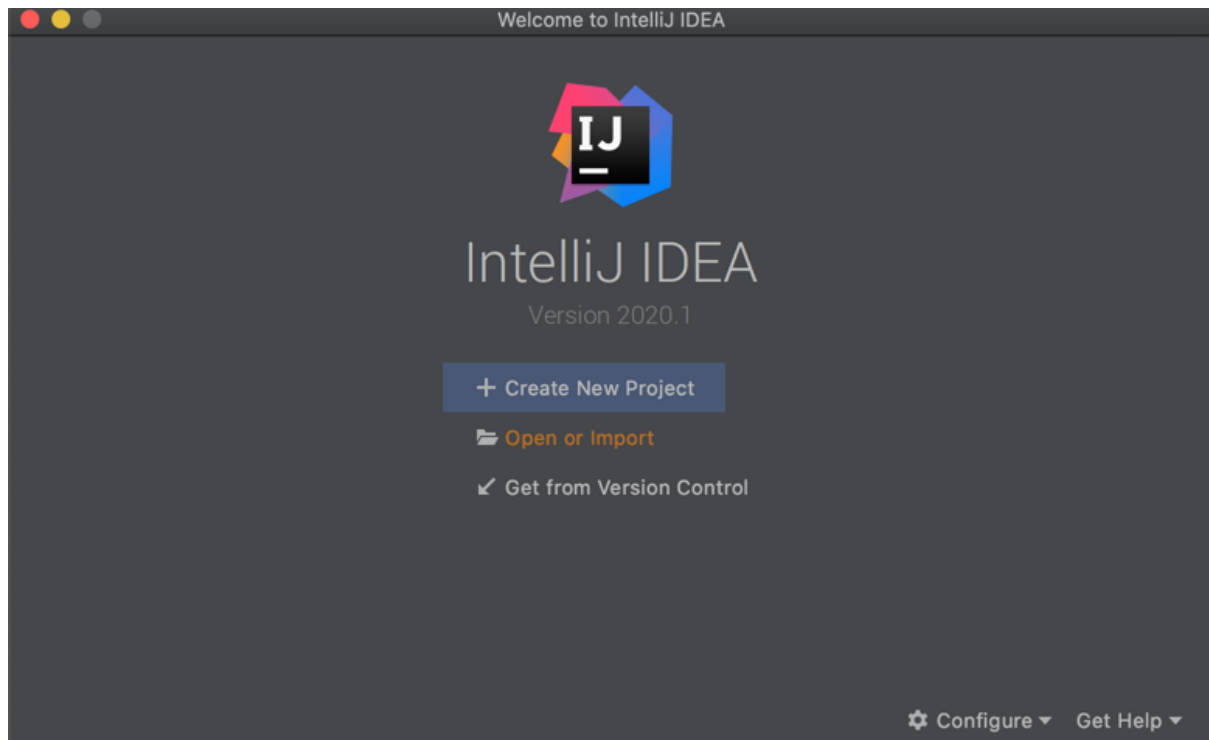 Welcome to IntelliJ IDEA
IJ
IntelliJ IDEA
Version 2020.1
Create New Project
Open or Import
Get from Version Control
Configure Get Help